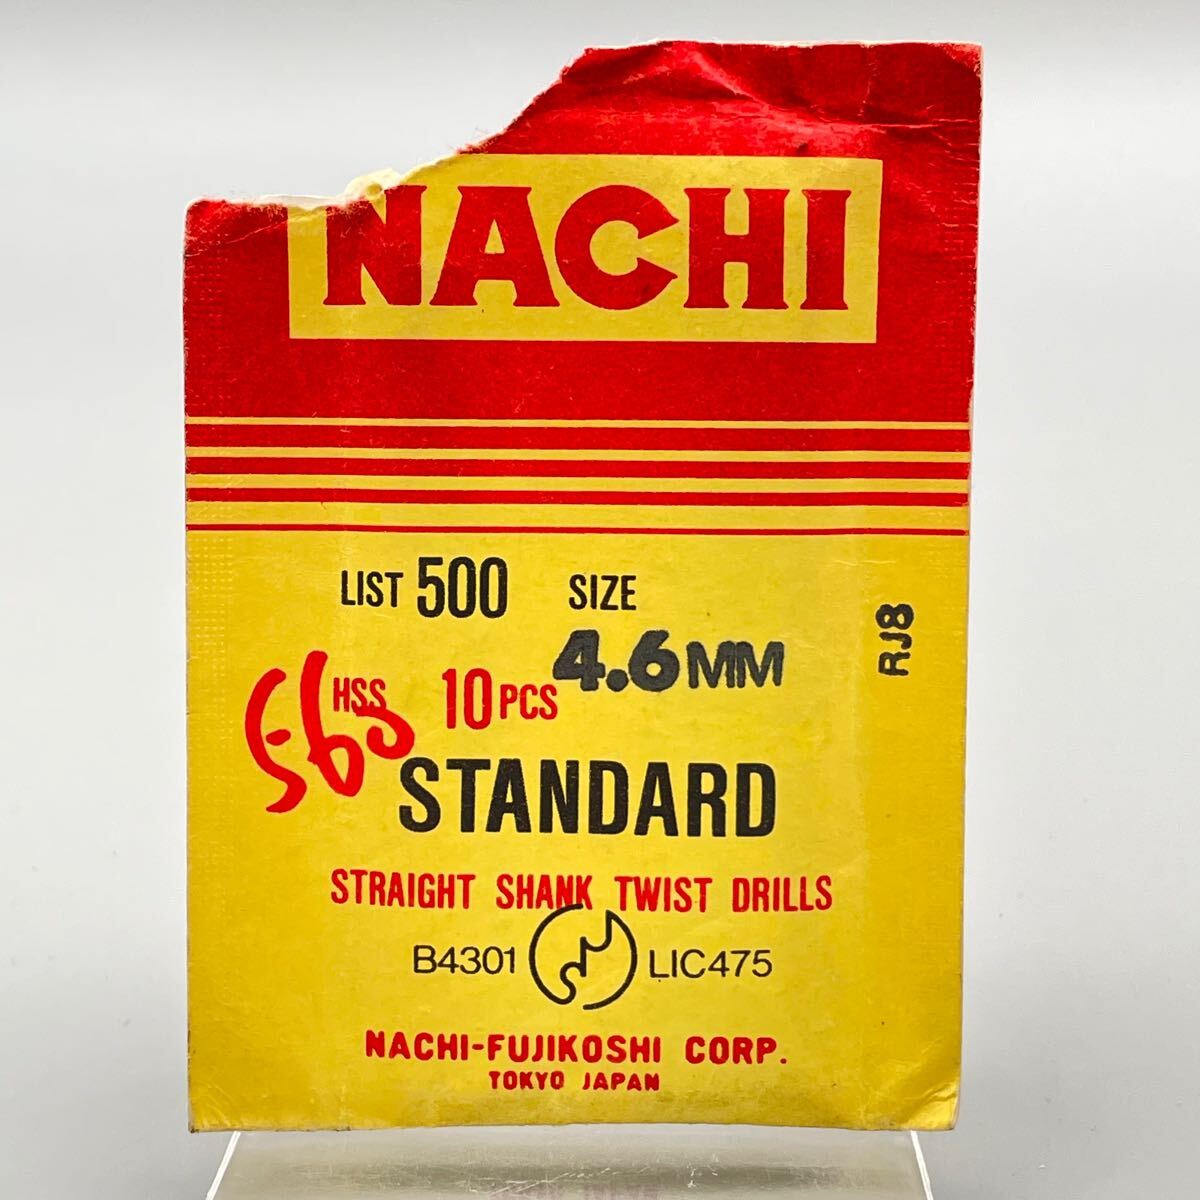 NACHI
LIST 500 SIZE
4.6MM
RJ8
560
HSS 10PCS
STANDARD
STRAIGHT SHANK TWIST DRILLS
B4301 LIC475
NACHI-FUJIKOSHI CORP.
TOKYO JAPAN